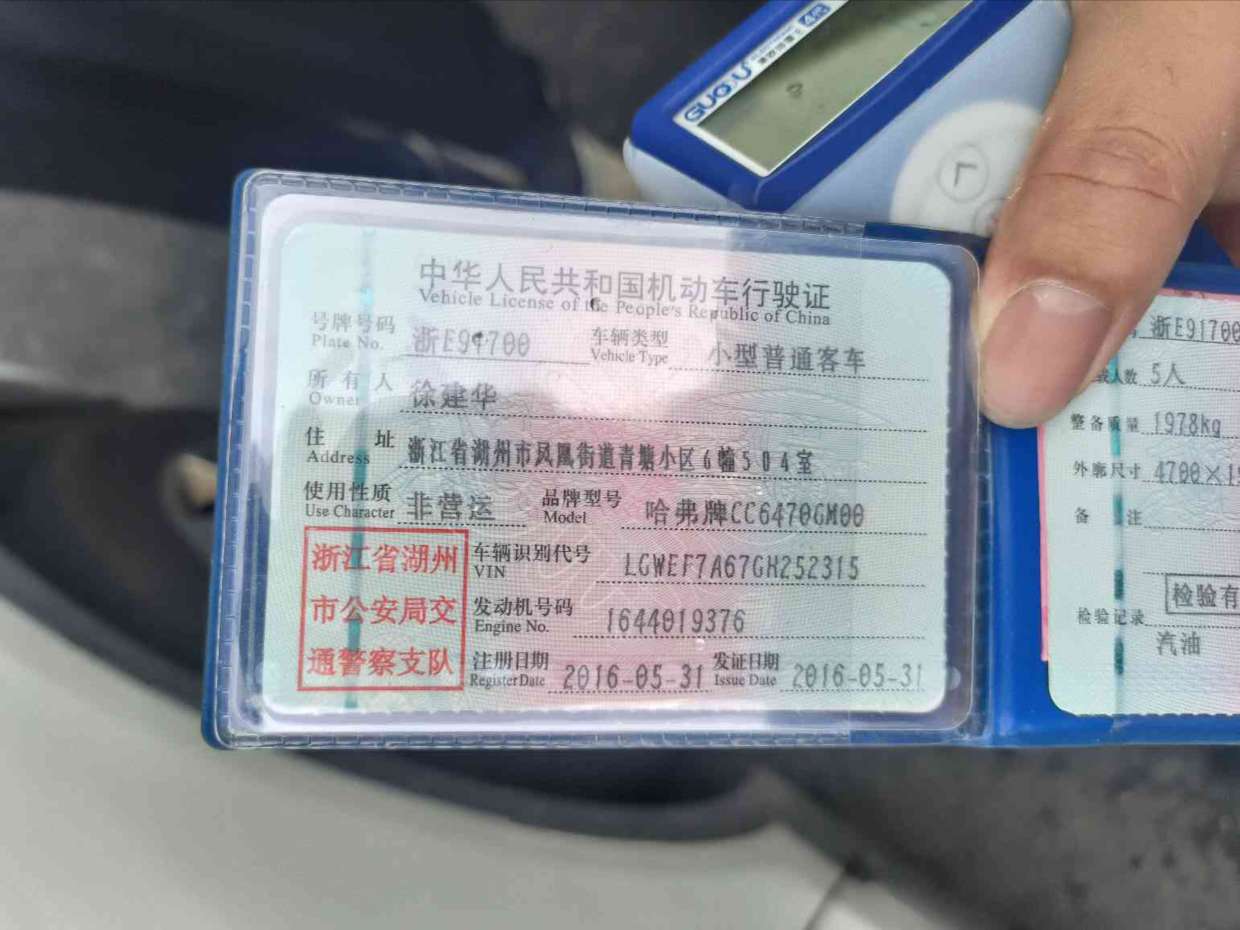 中华人民共和国机动车行驶证
Vehicle License of the People's Republic of China
号牌号码 浙E91700 车辆类型 小型普通客车
Plate No. Vehicle Type
所有人 徐建华
Owner
住址 浙江省湖州市凤凰街道青塘小区6幢504室
Address
使用性质 非营运 品牌型号 哈弗牌CC6470GM00
Use Character Model
浙江省湖州
市公安局交
通警察支队
车辆识别代号 LGWEF7A67GH252315
VIN
发动机号码 1644019376
Engine No.
注册日期 2016-05-31 发证日期 2016-05-31
Register Date Issue Date
浙E91700
人数 5人
整备质量 1978kg
外廓尺寸 4700×1
备注
检验有
检验记录
汽油
4G
L